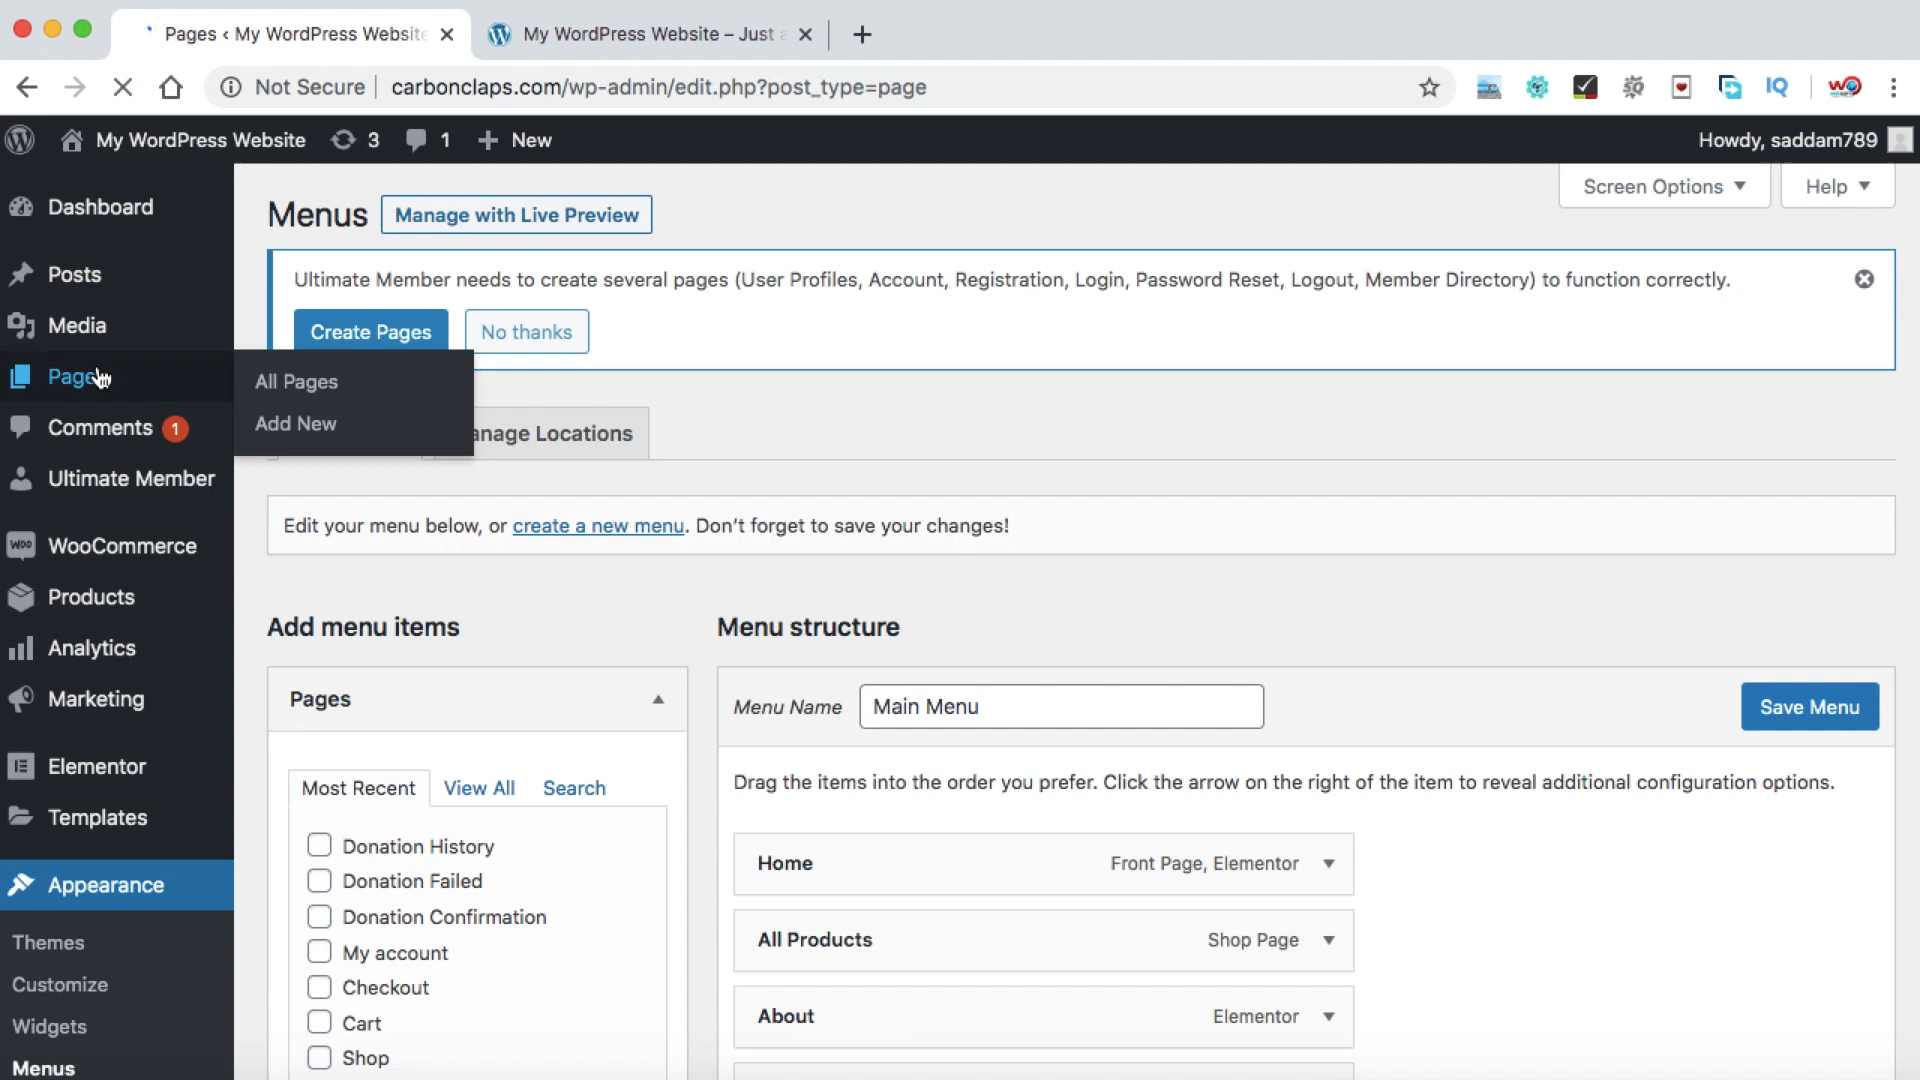 Pages ‹ My WordPress Website
My WordPress Website – Just a
Not Secure
carbonclaps.com/wp-admin/edit.php?post_type=page
SQ
IQ
My WordPress Website
3
1
New
Howdy, saddam789
Dashboard
Posts
Media
Page
Comments 1
Ultimate Member
WooCommerce
Products
Analytics
Marketing
Elementor
Templates
Appearance
Themes
Customize
Widgets
Menus
All Pages
Add New
Screen Options
Help
Menus
Manage with Live Preview
Ultimate Member needs to create several pages (User Profiles, Account, Registration, Login, Password Reset, Logout, Member Directory) to function correctly.
Create Pages
No thanks
anage Locations
Edit your menu below, or create a new menu. Don’t forget to save your changes!
Add menu items
Pages
Most Recent
View All
Search
Donation History
Donation Failed
Donation Confirmation
My account
Checkout
Cart
Shop
Menu structure
Menu Name
Main Menu
Save Menu
Drag the items into the order you prefer. Click the arrow on the right of the item to reveal additional configuration options.
Home
Front Page, Elementor
All Products
Shop Page
About
Elementor